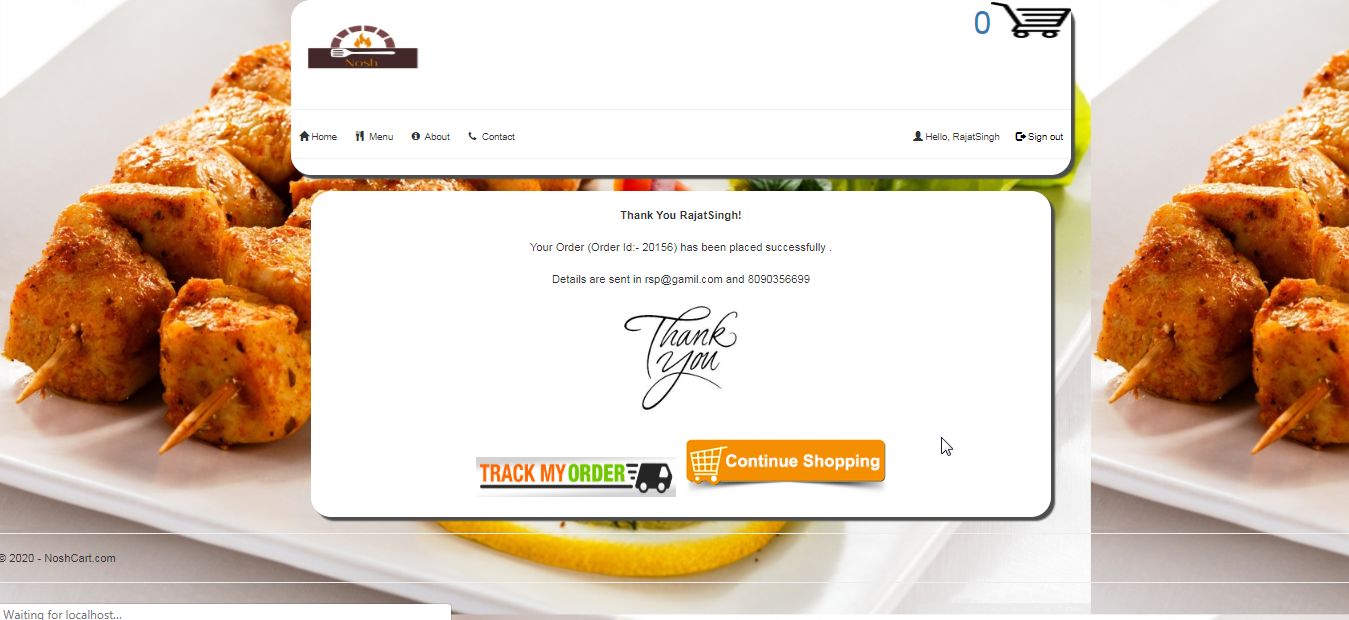 0
Nosh
Home Menu About Contact Hello, RajatSingh Sign out
Thank You RajatSingh!
Your Order (Order Id:- 20156) has been placed successfully .
Details are sent in rsp@gamil.com and 8090356699
Thank
You
TRACK MY ORDER Continue Shopping
© 2020 - NoshCart.com
Waiting for localhost...